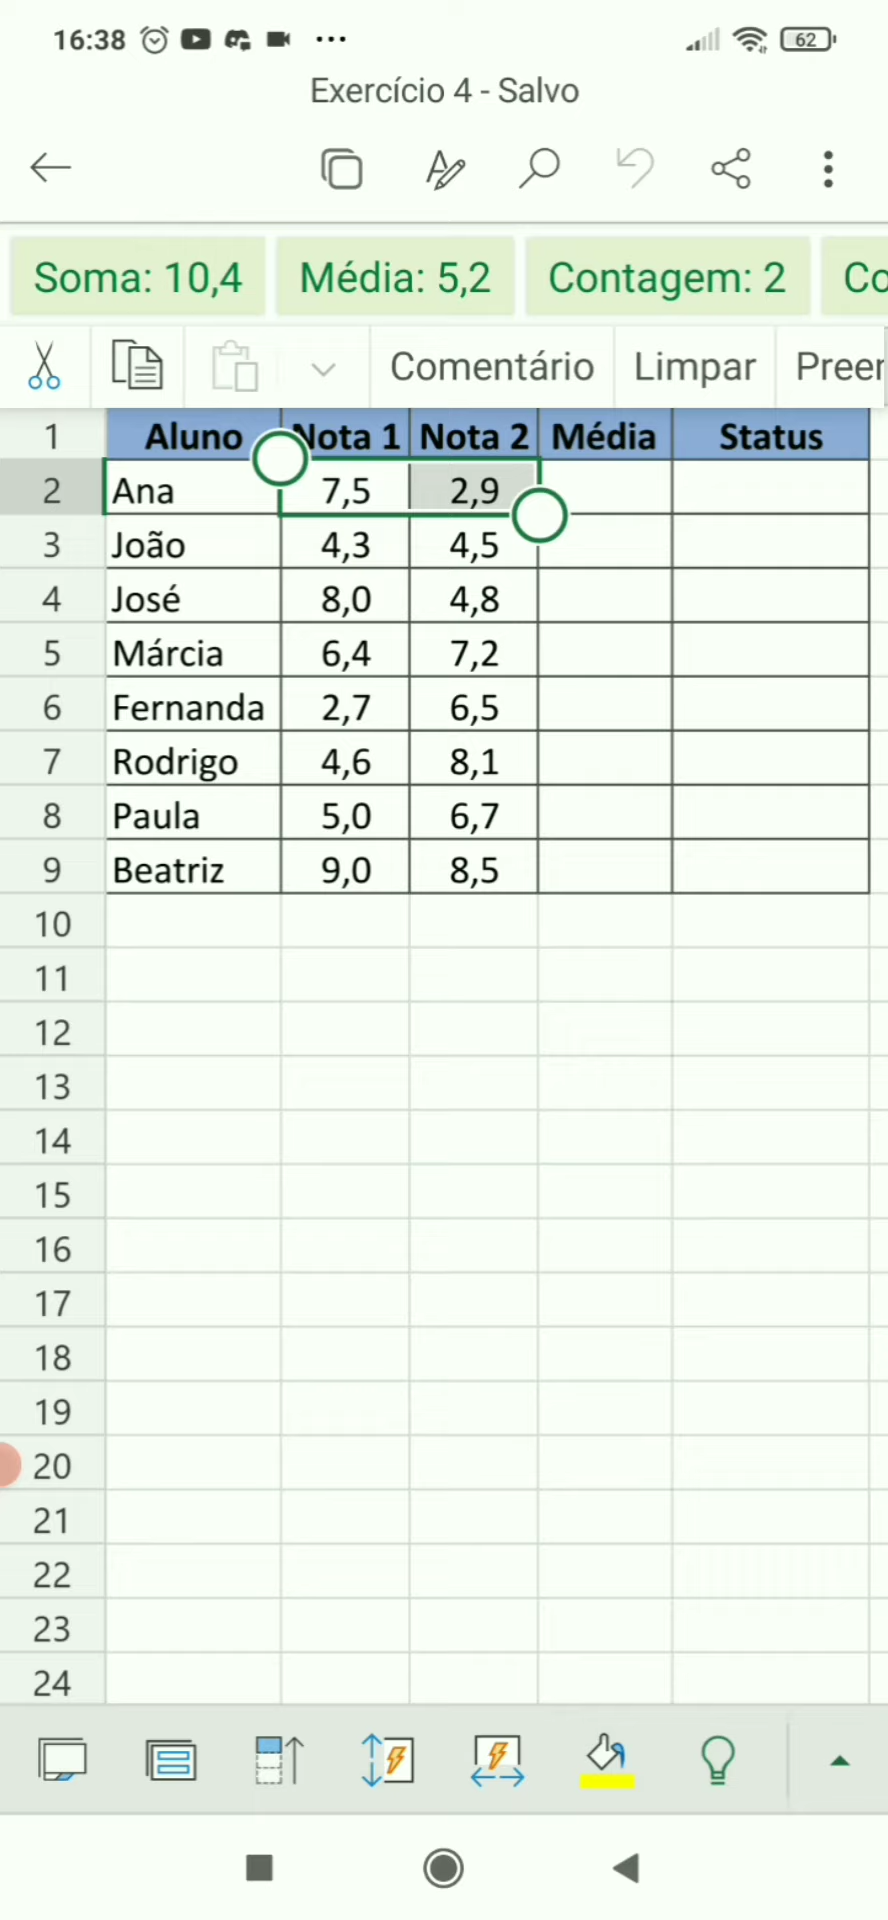 16:38 ... 62
Exercício 4 - Salvo
Soma: 10,4 Média: 5,2 Contagem: 2 Co
Comentário Limpar Preer
1 Aluno Nota 1 Nota 2 Média Status
2 Ana 7,5 2,9
3 João 4,3 4,5
4 José 8,0 4,8
5 Márcia 6,4 7,2
6 Fernanda 2,7 6,5
7 Rodrigo 4,6 8,1
8 Paula 5,0 6,7
9 Beatriz 9,0 8,5
10
11
12
13
14
15
16
17
18
19
20
21
22
23
24